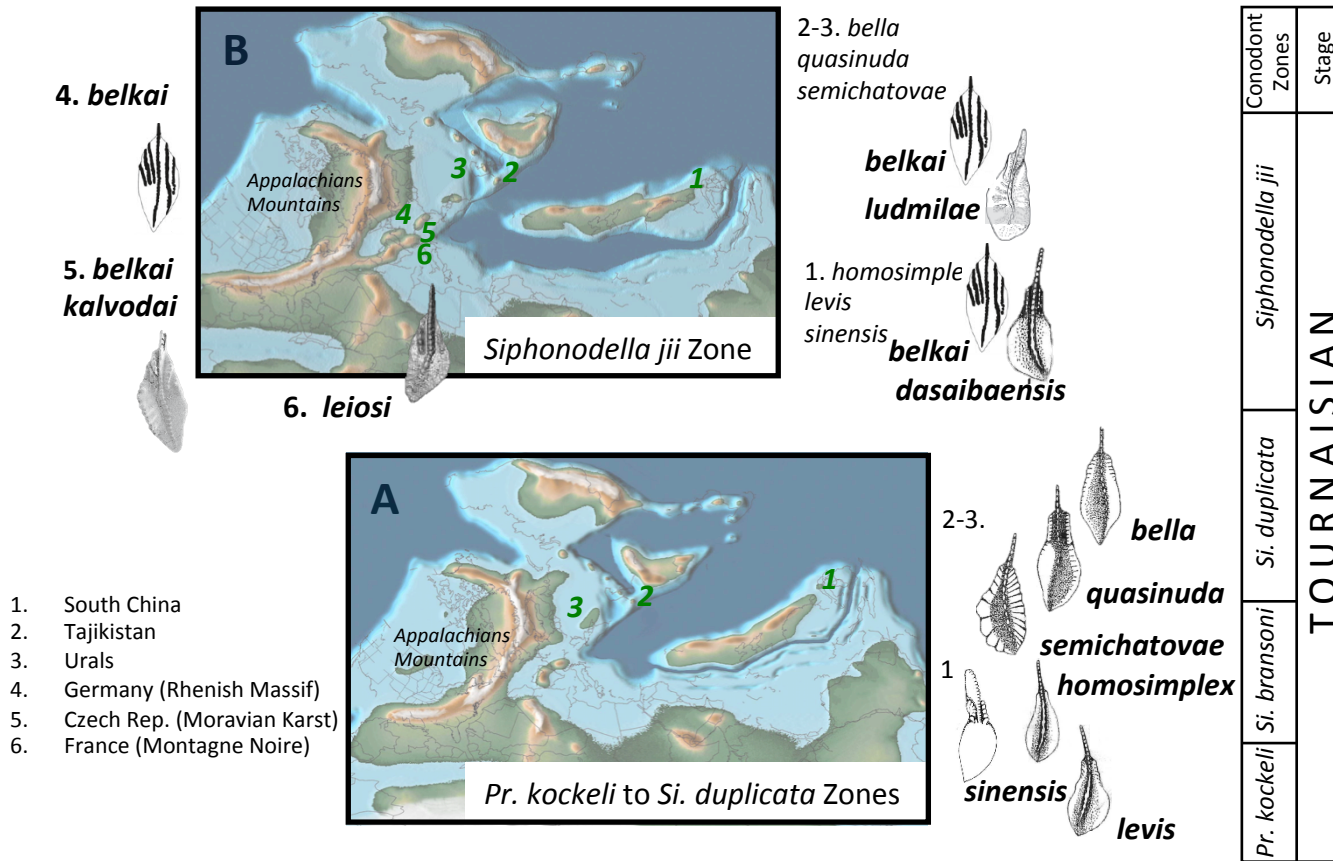 B
4. belkai
5. belkai
kalvodai
Appalachians
Mountains
1
2
3
4
5
6
Siphonodella jii Zone
6. leiosi
2-3. bella
quasinuda
semichatovae
belkai
ludmilae
1. homosimple
levis
sinensis
belkai
dasaibaensis
A
Appalachians
Mountains
1
2
3
Pr. kockeli to Si. duplicata Zones
1. South China
2. Tajikistan
3. Urals
4. Germany (Rhenish Massif)
5. Czech Rep. (Moravian Karst)
6. France (Montagne Noire)
2-3.
bella
quasinuda
semichatovae
1
homosimplex
sinensis
levis
Conodont
Zones
Stage
Siphonodella jii
Si. duplicata
Si. bransoni
Pr. kockeli
TOURNAISIAN